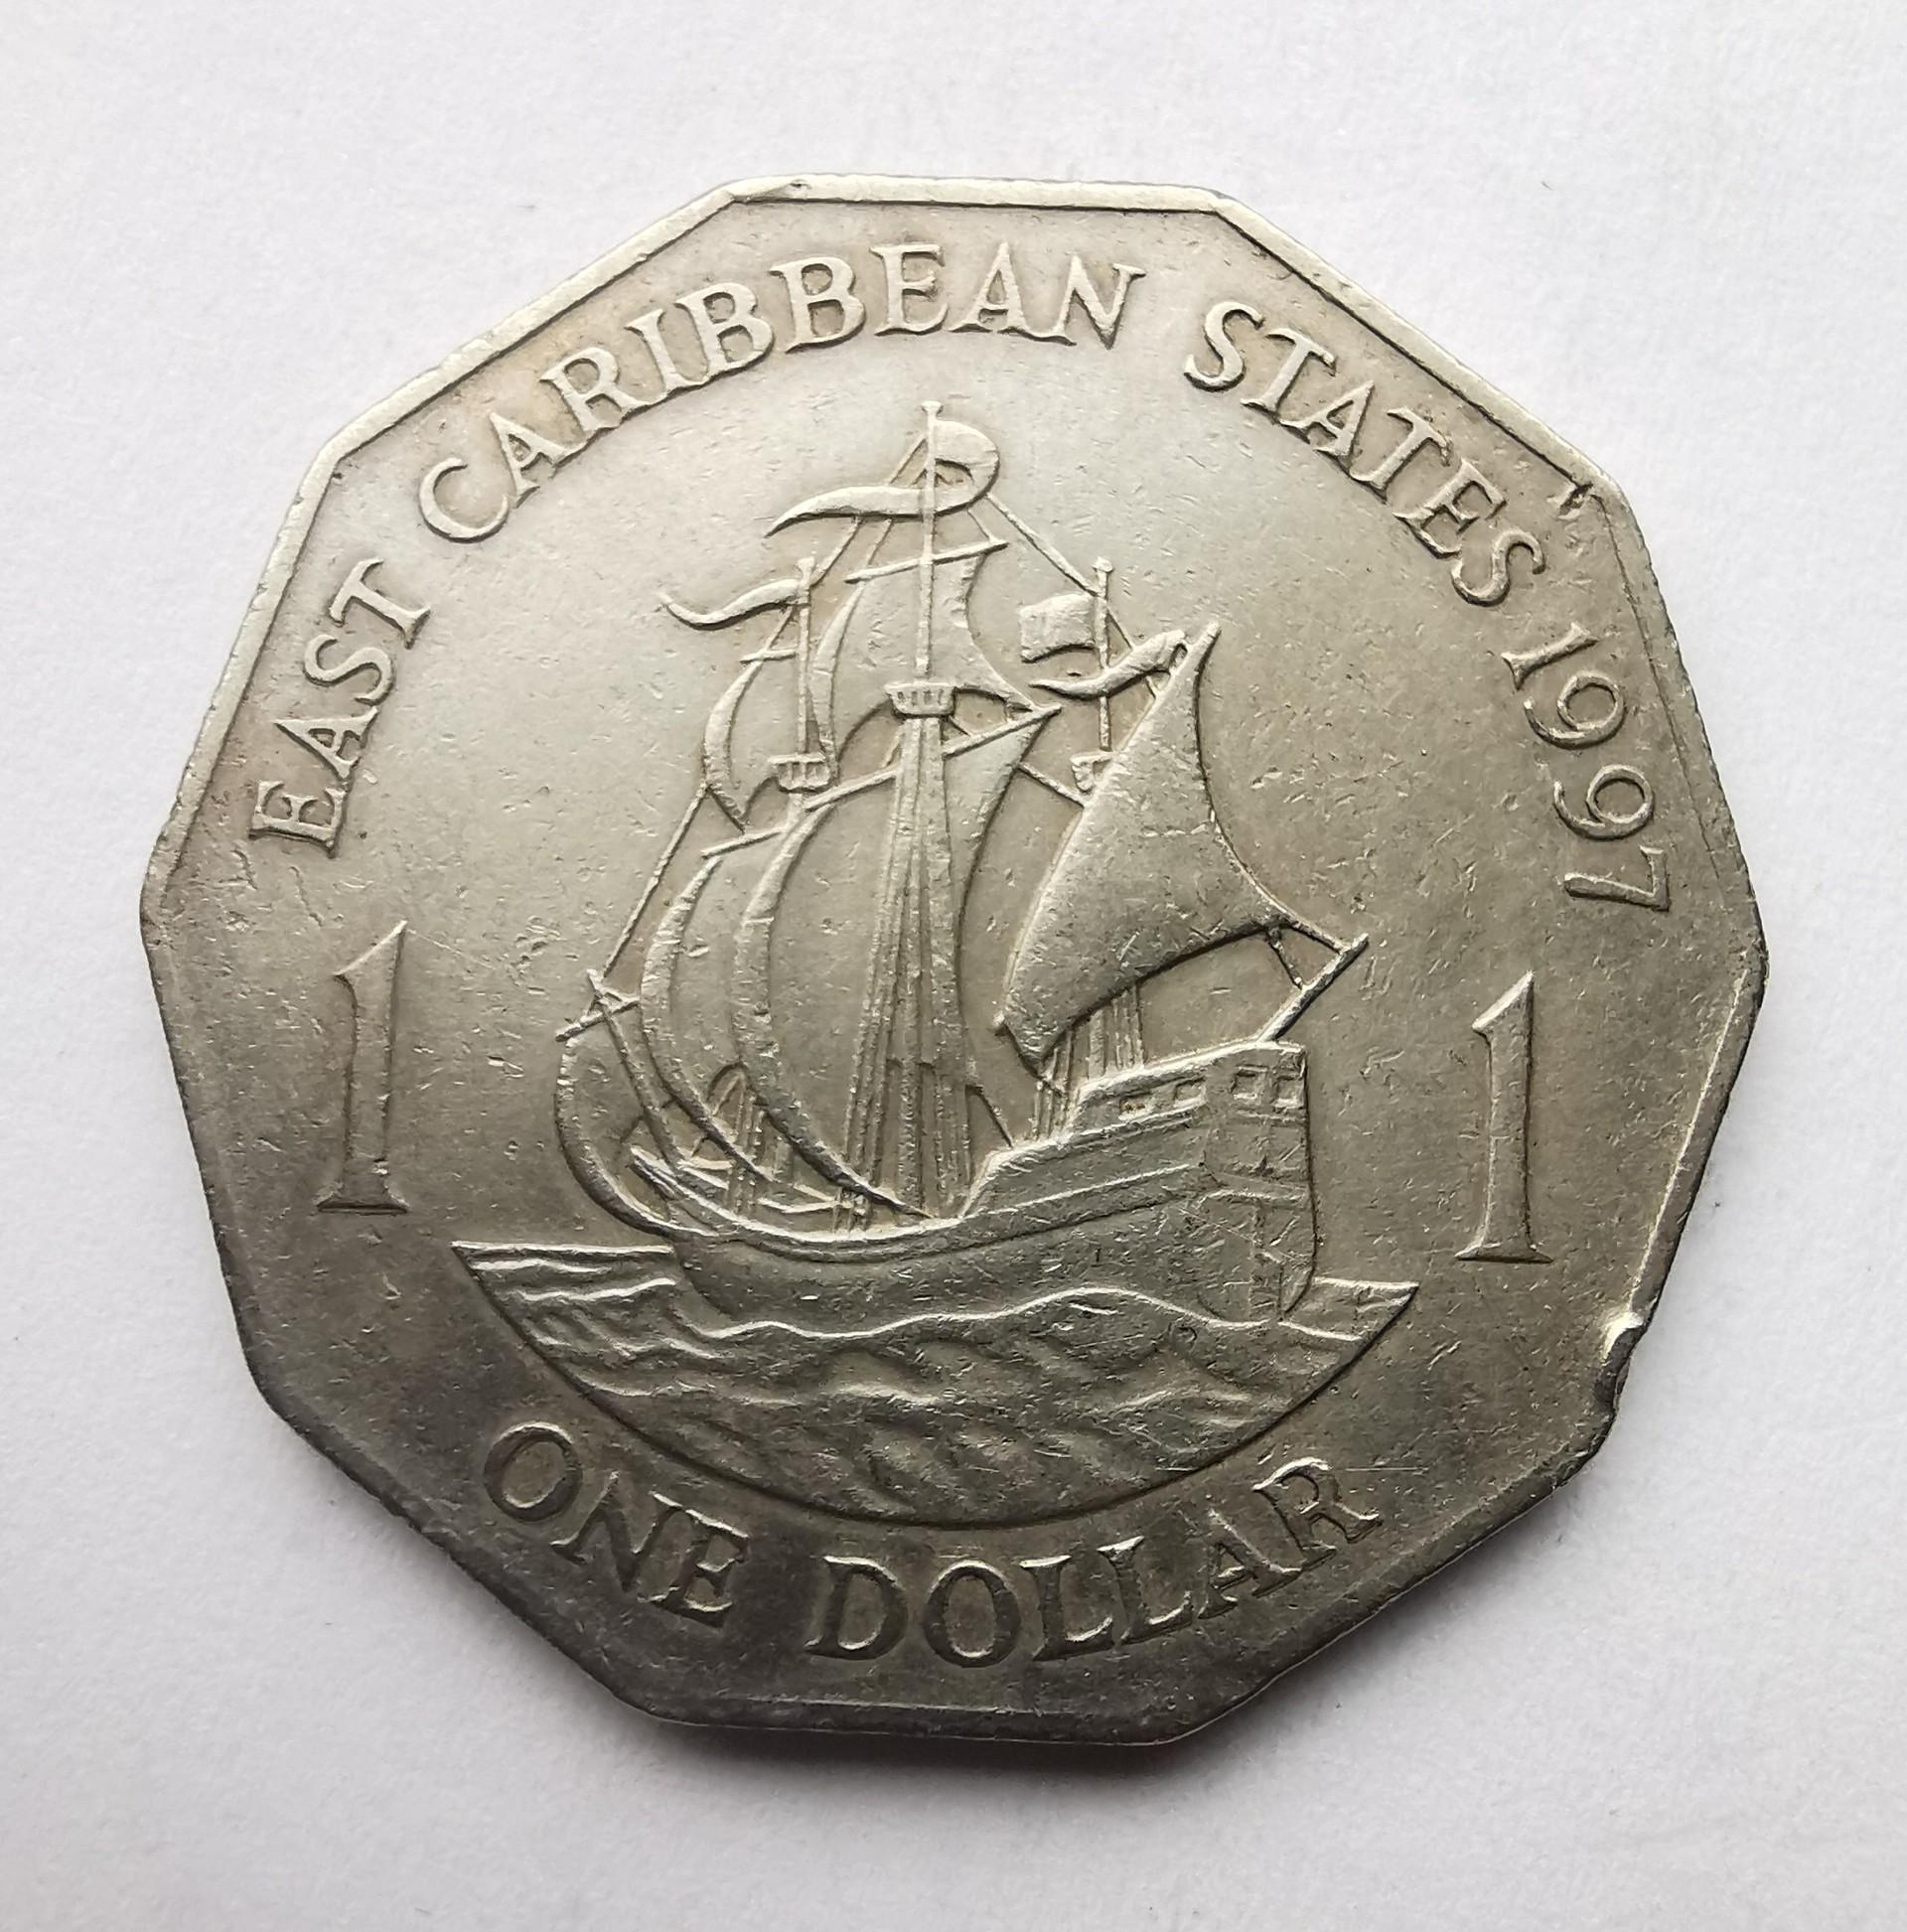 EAST CARIBBEAN STATES 1997
1 1
ONE DOLLAR